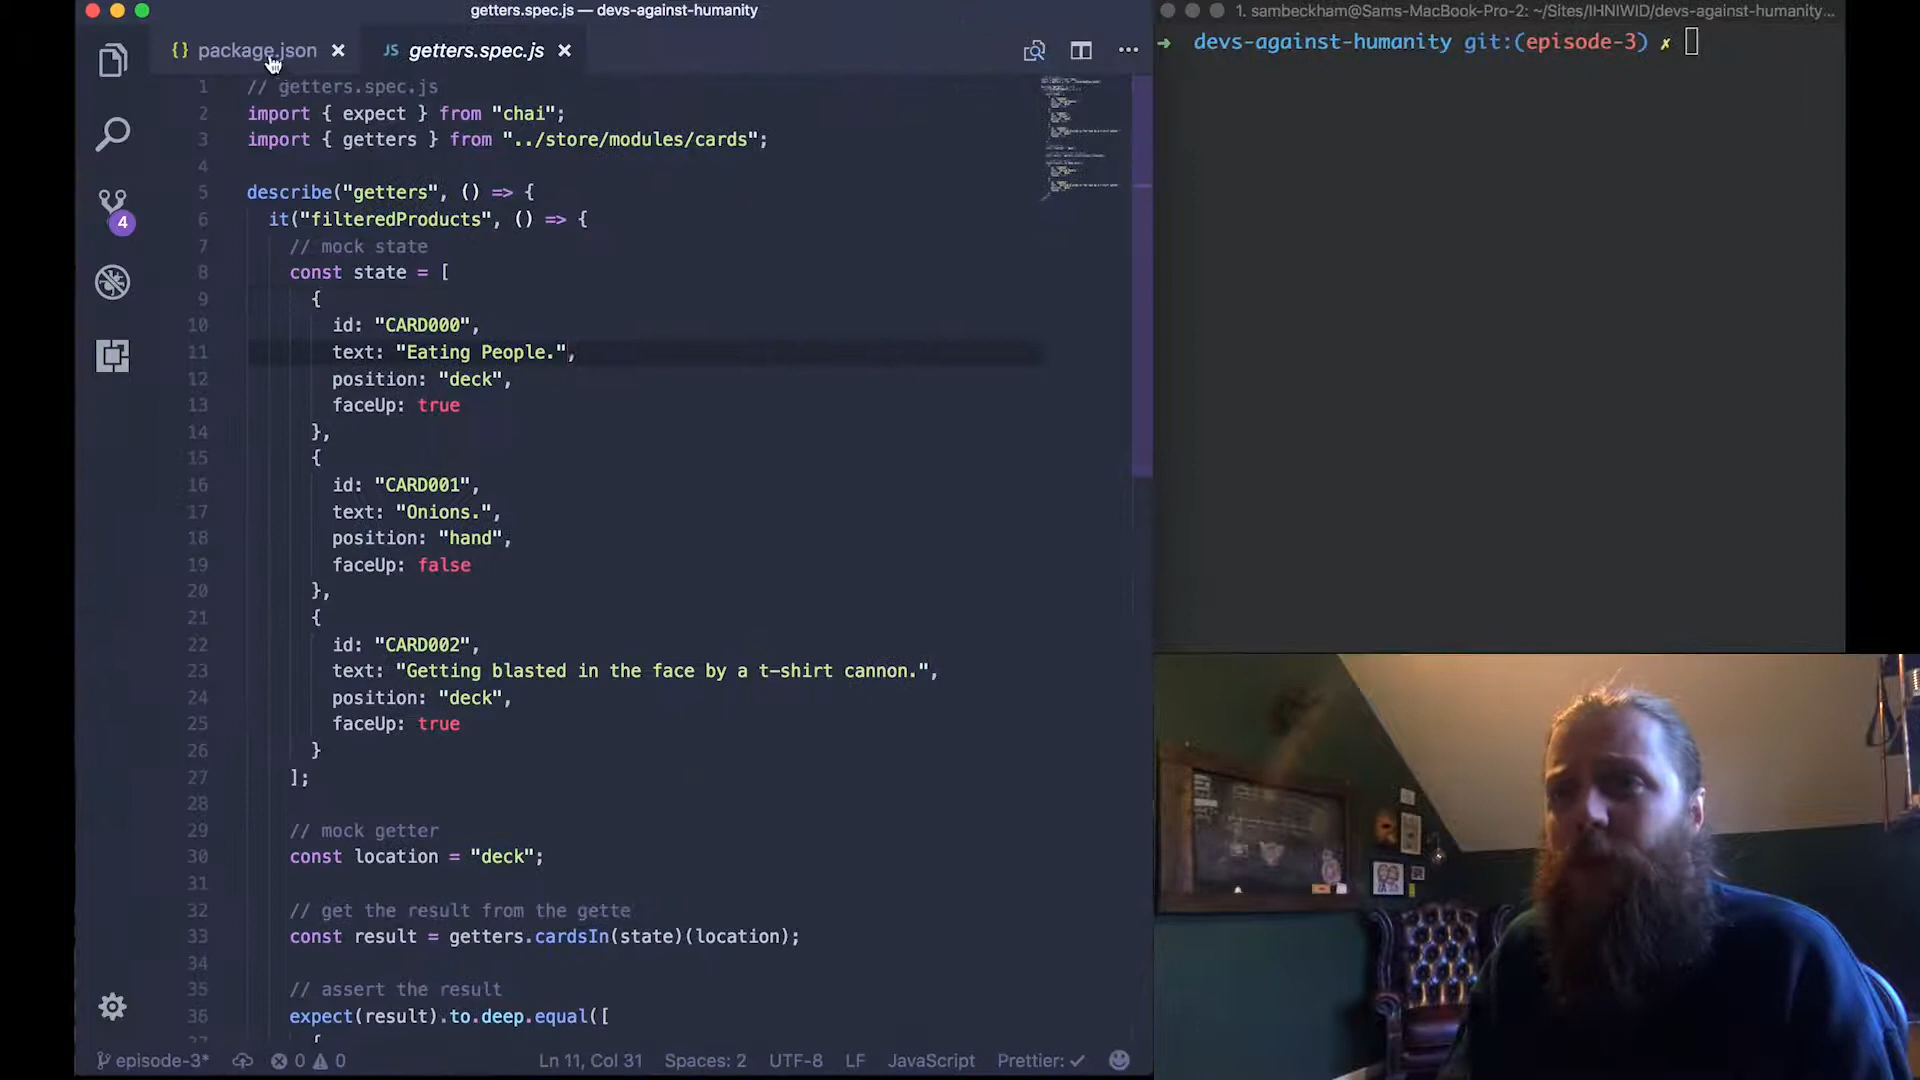 getters.spec.js — devs-against-humanity
{} package.json × JS getters.spec.js ×
1 // getters.spec.js
2 import { expect } from "chai";
3 import { getters } from "../store/modules/cards";
4
5 describe("getters", () => {
6 it("filteredProducts", () => {
7 // mock state
8 const state = [
9 {
10 id: "CARD000",
11 text: "Eating People.",
12 position: "deck",
13 faceUp: true
14 },
15 {
16 id: "CARD001",
17 text: "Onions.",
18 position: "hand",
19 faceUp: false
20 },
21 {
22 id: "CARD002",
23 text: "Getting blasted in the face by a t-shirt cannon.",
24 position: "deck",
25 faceUp: true
26 }
27 ];
28
29 // mock getter
30 const location = "deck";
31
32 // get the result from the gette
33 const result = getters.cardsIn(state)(location);
34
35 // assert the result
36 expect(result).to.deep.equal([
{
4
episode-3* 0 0 Ln 11, Col 31 Spaces: 2 UTF-8 LF JavaScript Prettier: ✓
1. sambeckham@Sams-MacBook-Pro-2: ~/Sites/IHNIWID/devs-against-humanity...
➜ devs-against-humanity git:(episode-3) ✗